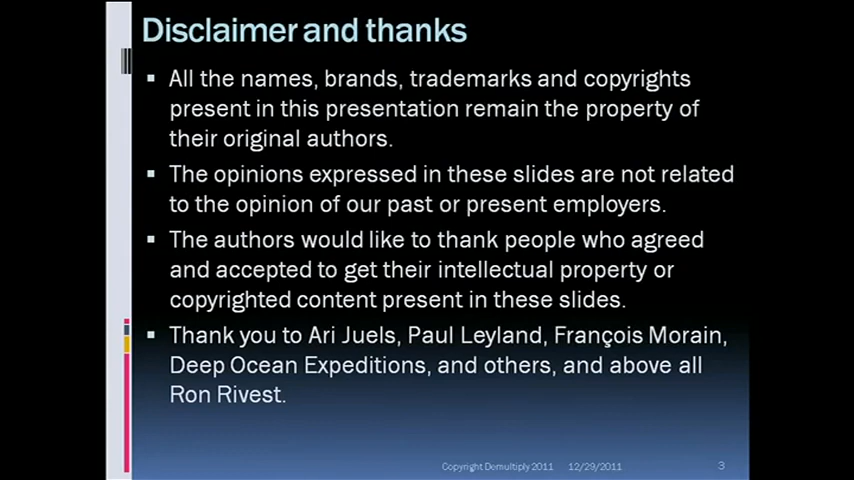 Disclaimer and thanks
▪ All the names, brands, trademarks and copyrights
present in this presentation remain the property of
their original authors.
▪ The opinions expressed in these slides are not related
to the opinion of our past or present employers.
▪ The authors would like to thank people who agreed
and accepted to get their intellectual property or
copyrighted content present in these slides.
▪ Thank you to Ari Juels, Paul Leyland, François Morain,
Deep Ocean Expeditions, and others, and above all
Ron Rivest.
Copyright Demultiply 2011 12/29/2011 3